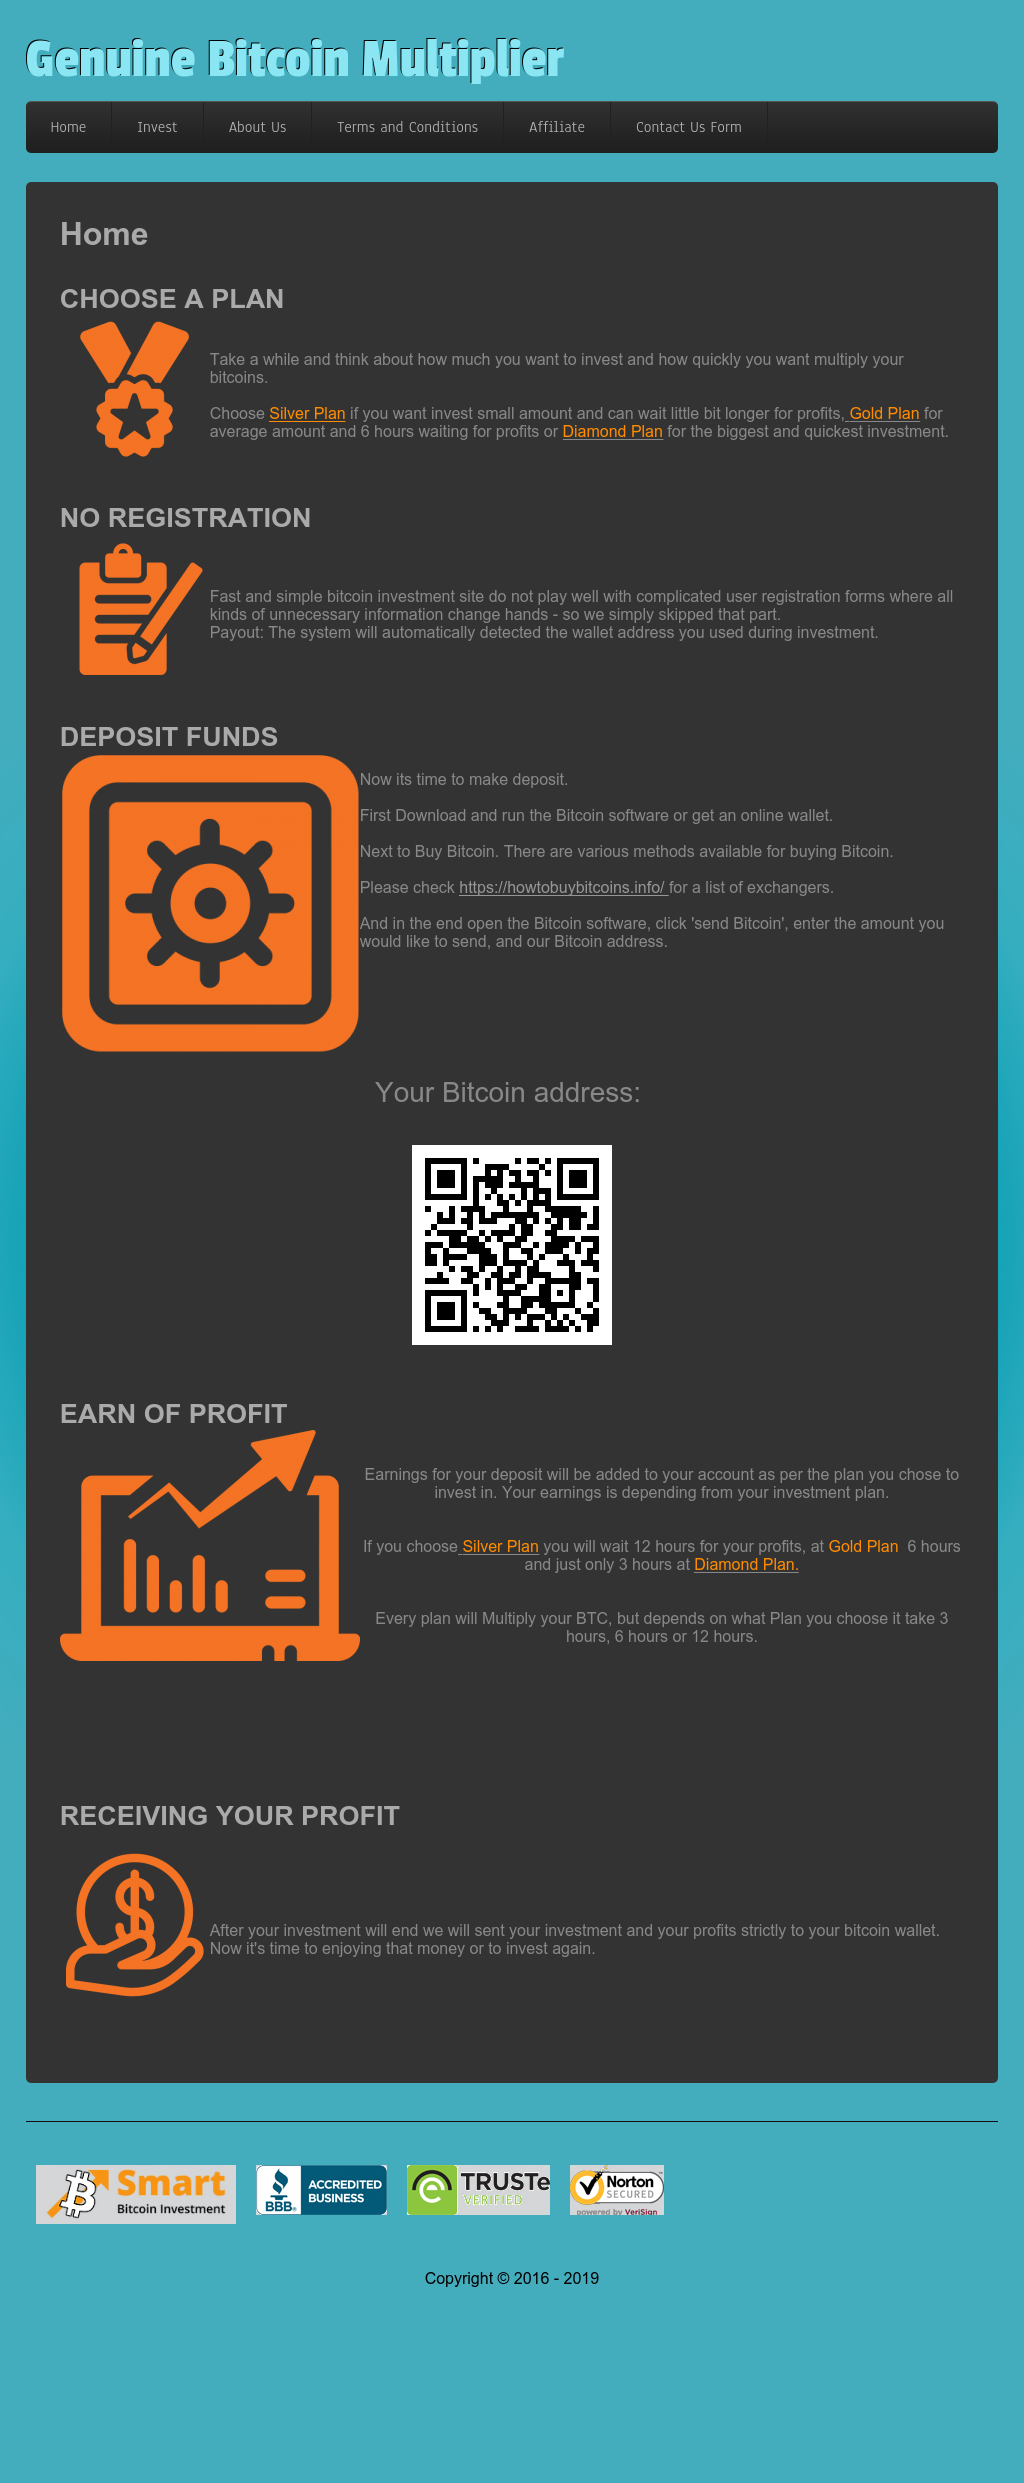 Genuine Bitcoin Multiplier
Home Invest About Us Terms and Conditions Affiliate Contact Us Form
Home
CHOOSE A PLAN
Take a while and think about how much you want to invest and how quickly you want multiply your
bitcoins.
Choose Silver Plan if you want invest small amount and can wait little bit longer for profits, Gold Plan for
average amount and 6 hours waiting for profits or Diamond Plan for the biggest and quickest investment.
NO REGISTRATION
Fast and simple bitcoin investment site do not play well with complicated user registration forms where all
kinds of unnecessary information change hands - so we simply skipped that part.
Payout: The system will automatically detected the wallet address you used during investment.
DEPOSIT FUNDS
Now its time to make deposit.
First Download and run the Bitcoin software or get an online wallet.
Next to Buy Bitcoin. There are various methods available for buying Bitcoin.
Please check https://howtobuybitcoins.info/ for a list of exchangers.
And in the end open the Bitcoin software, click 'send Bitcoin', enter the amount you
would like to send, and our Bitcoin address.
Your Bitcoin address:
EARN OF PROFIT
Earnings for your deposit will be added to your account as per the plan you chose to
invest in. Your earnings is depending from your investment plan.
If you choose Silver Plan you will wait 12 hours for your profits, at Gold Plan 6 hours
and just only 3 hours at Diamond Plan.
Every plan will Multiply your BTC, but depends on what Plan you choose it take 3
hours, 6 hours or 12 hours.
RECEIVING YOUR PROFIT
After your investment will end we will sent your investment and your profits strictly to your bitcoin wallet.
Now it's time to enjoying that money or to invest again.
Smart
Bitcoin Investment
BBB
ACCREDITED
BUSINESS
TRUSTe
VERIFIED
Norton
SECURED
powered by VeriSign
Copyright © 2016 - 2019